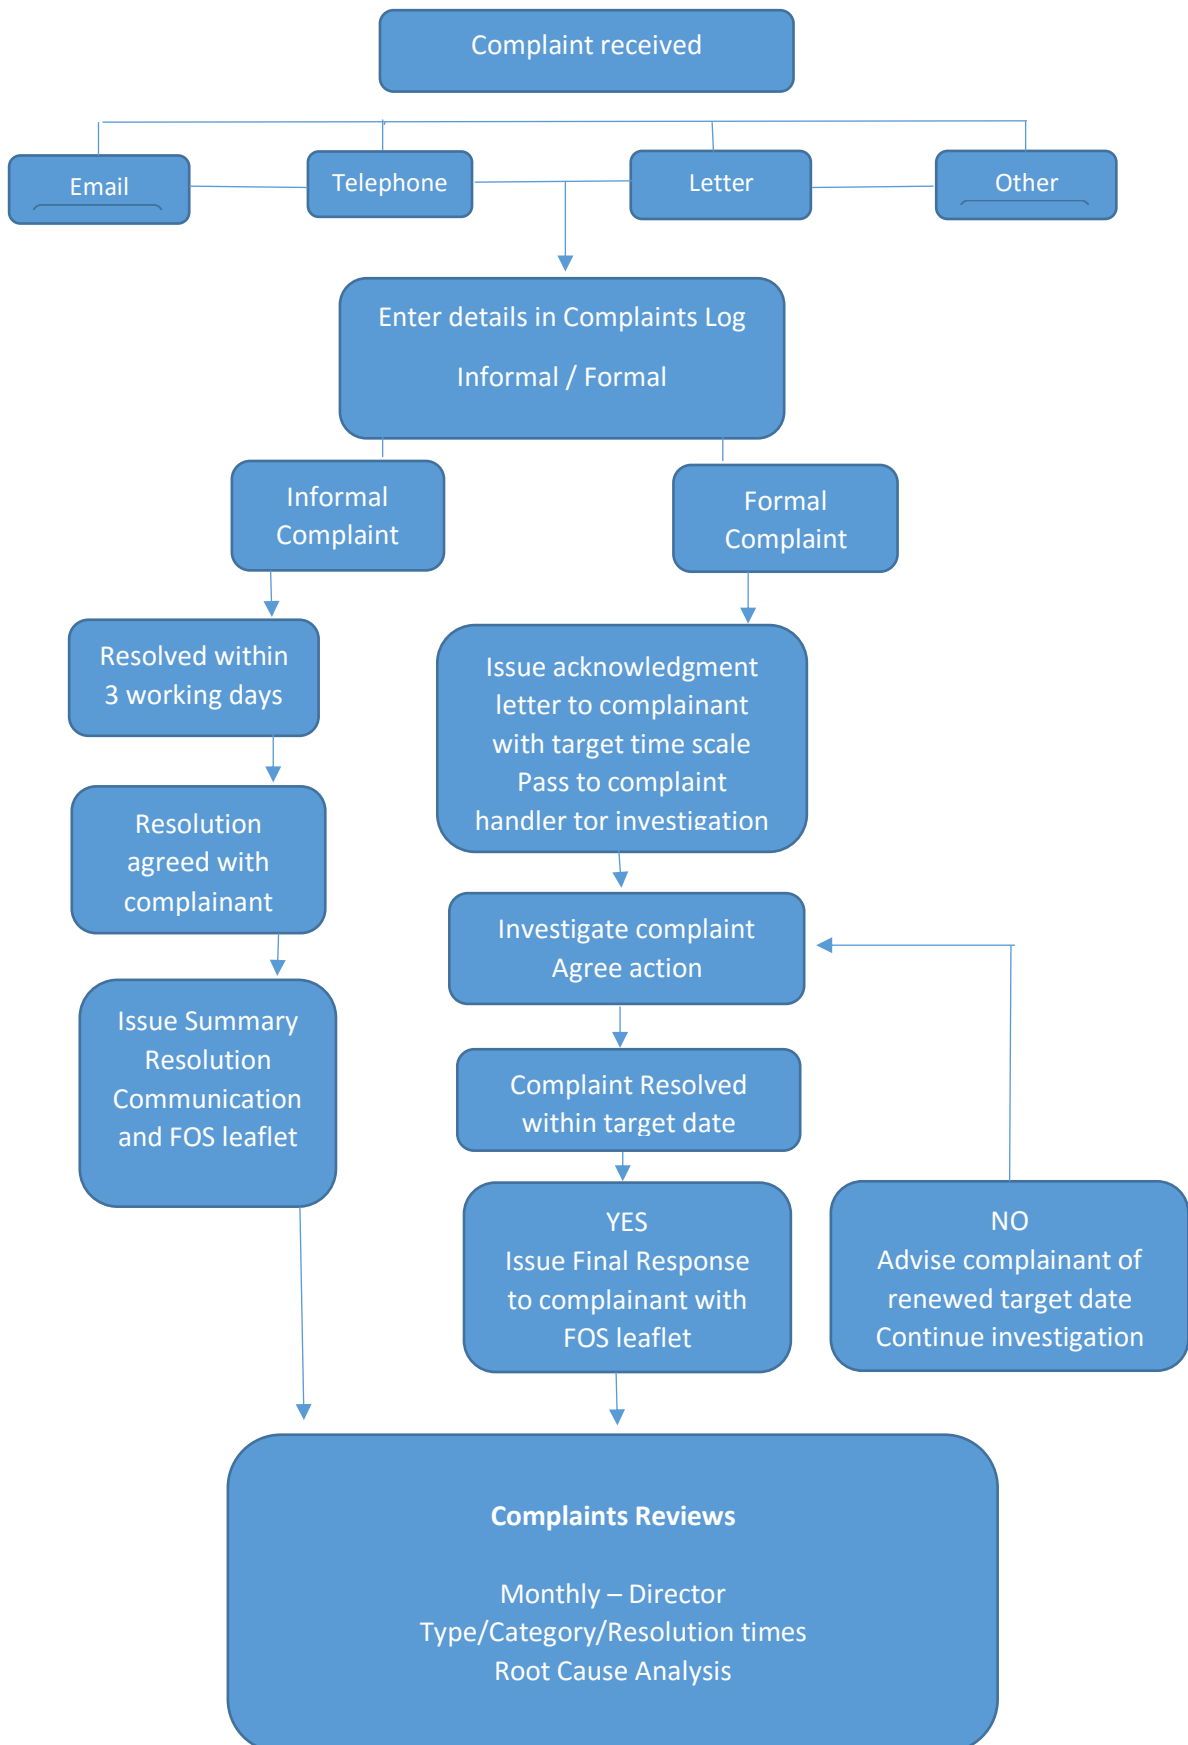 Complaint received
Email
Telephone
Letter
Other
Enter details in Complaints Log
Informal / Formal
Informal
Complaint
Formal
Complaint
Resolved within
3 working days
Resolution
agreed with
complainant
Issue Summary
Resolution
Communication
and FOS leaflet
Issue acknowledgment
letter to complainant
with target time scale
Pass to complaint
handler tor investigation
Investigate complaint
Agree action
Complaint Resolved
within target date
YES
Issue Final Response
to complainant with
FOS leaflet
NO
Advise complainant of
renewed target date
Continue investigation
Complaints Reviews
Monthly – Director
Type/Category/Resolution times
Root Cause Analysis